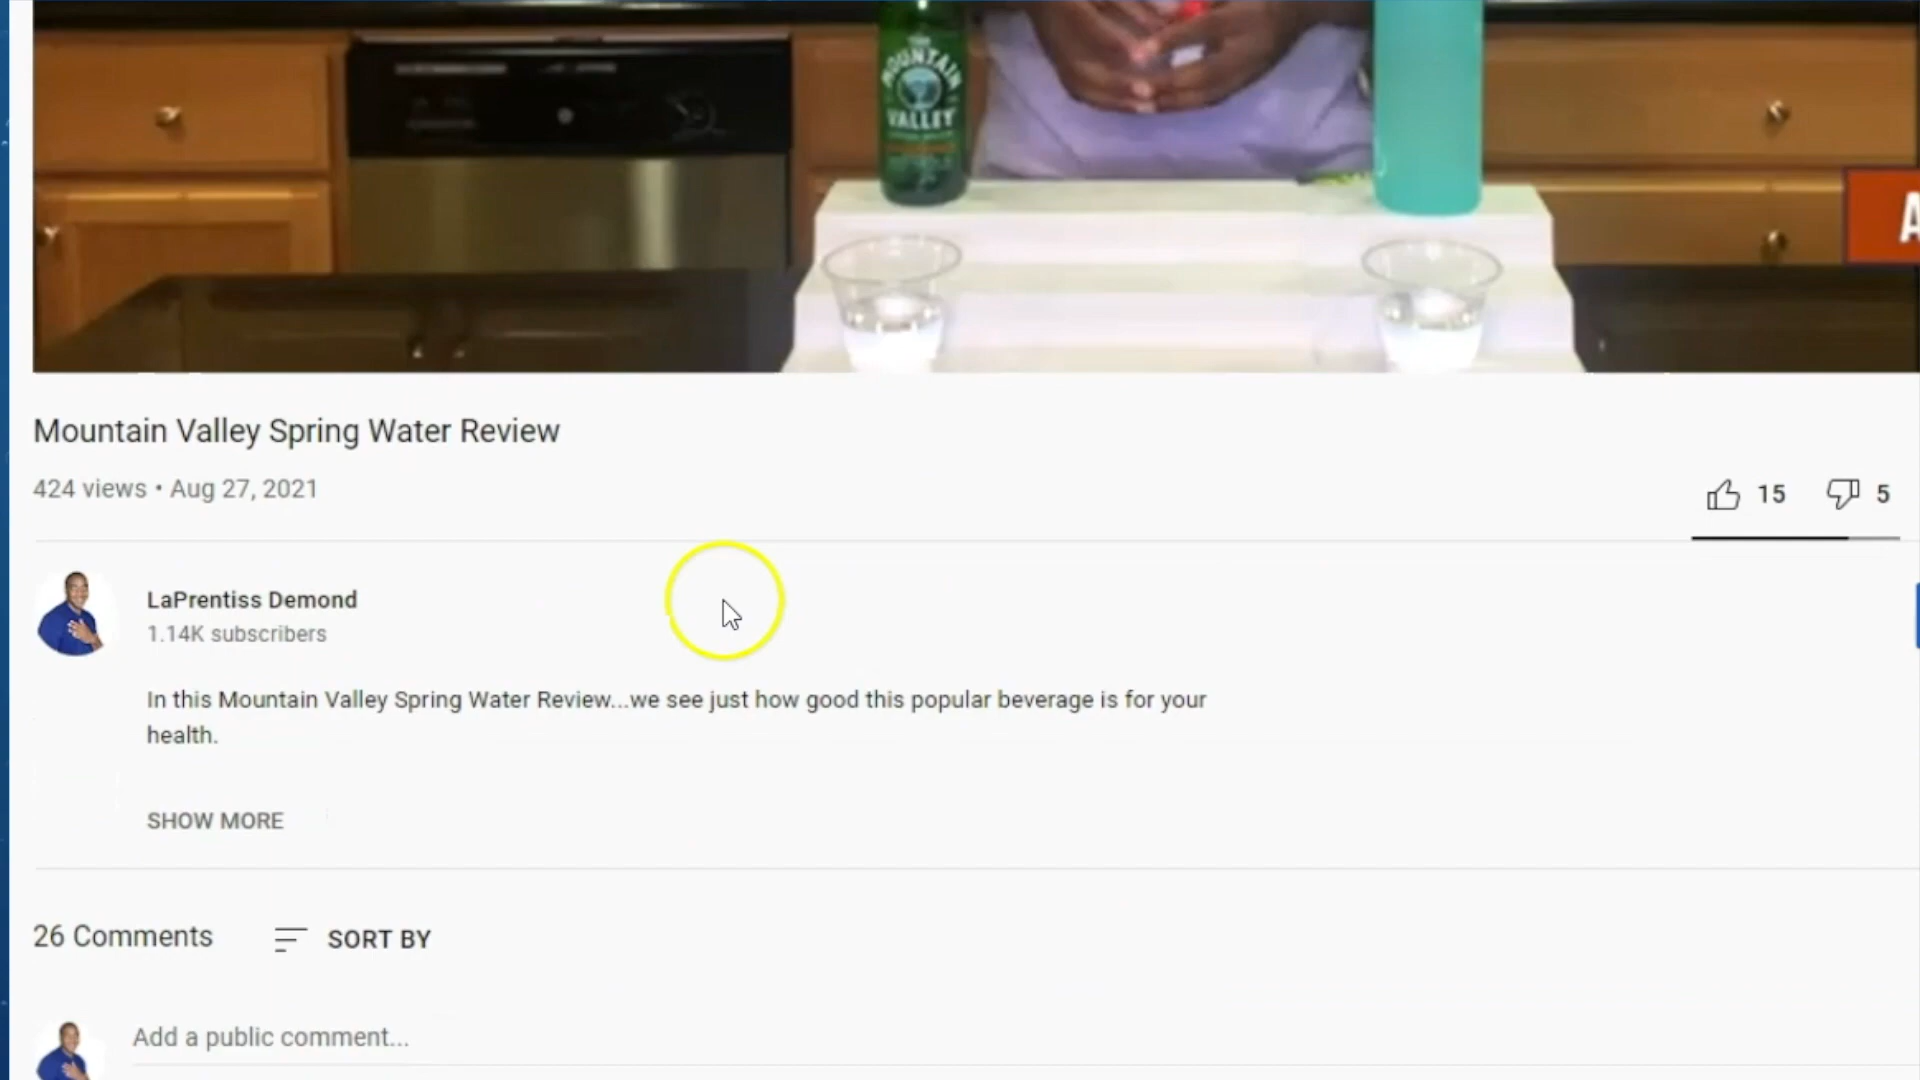 MOUNTAIN
VALLEY
A
Mountain Valley Spring Water Review
424 views • Aug 27, 2021
15
5
LaPrentiss Demond
1.14K subscribers
In this Mountain Valley Spring Water Review...we see just how good this popular beverage is for your
health.
SHOW MORE
26 Comments
SORT BY
Add a public comment...